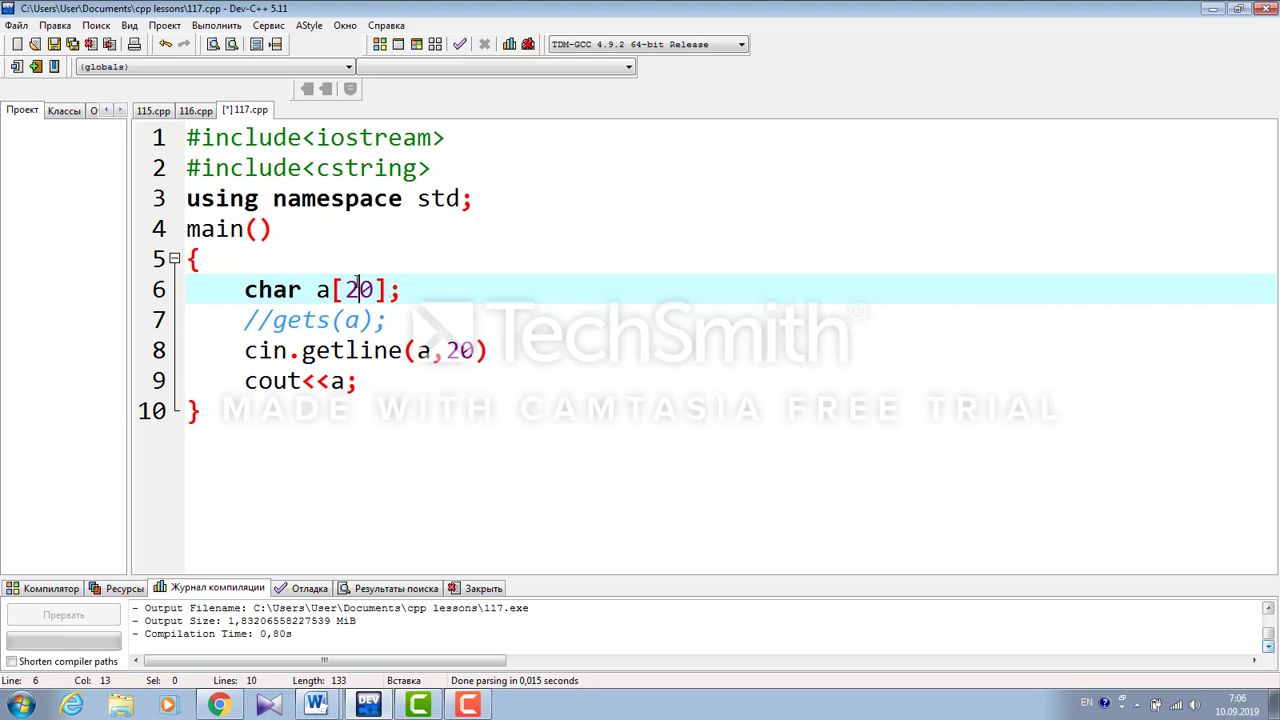 C:\Users\User\Documents\cpp lessons\117.cpp - Dev-C++ 5.11
Файл Правка Поиск Вид Проект Выполнить Сервис AStyle Окно Справка
TDM-GCC 4.9.2 64-bit Release
(globals)
Проект Классы О 115.cpp 116.cpp [*] 117.cpp
1 #include<iostream>
2 #include<cstring>
3 using namespace std;
4 main()
5 {
6 char a[20];
7 //gets(a);
8 cin.getline(a,20)
9 cout<<a;
10 }
TechSmith®
MADE WITH CAMTASIA FREE TRIAL
Компилятор Ресурсы Журнал компиляции Отладка Результаты поиска Закрыть
Прервать
Shorten compiler paths
- Output Filename: C:\Users\User\Documents\cpp lessons\117.exe
- Output Size: 1,83206558227539 MiB
- Compilation Time: 0,80s
Line: 6 Col: 13 Sel: 0 Lines: 10 Length: 133 Вставка Done parsing in 0,015 seconds
DEV
EN 7:06
10.09.2019